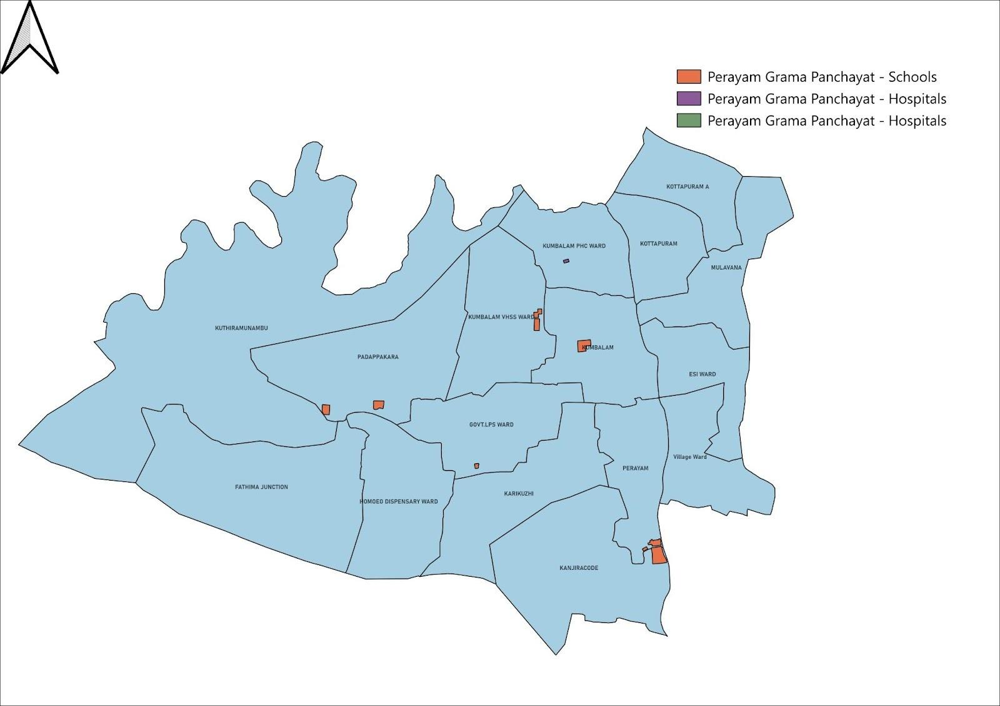 Perayam Grama Panchayat - Schools
Perayam Grama Panchayat - Hospitals
Perayam Grama Panchayat - Hospitals
KOTTAPURAM A
KUMBALAM PHC WARD
KOTTAPURAM
MULAVANA
KUMBALAM VHSS WARD
KUTHIRAMUNAMBU
KUMBALAM
PADAPPAKARA
ESI WARD
GOVT.LPS WARD
Village Ward
PERAYAM
FATHIMA JUNCTION
KARIKUZHI
HOMOEO DISPENSARY WARD
KANJIRACODE